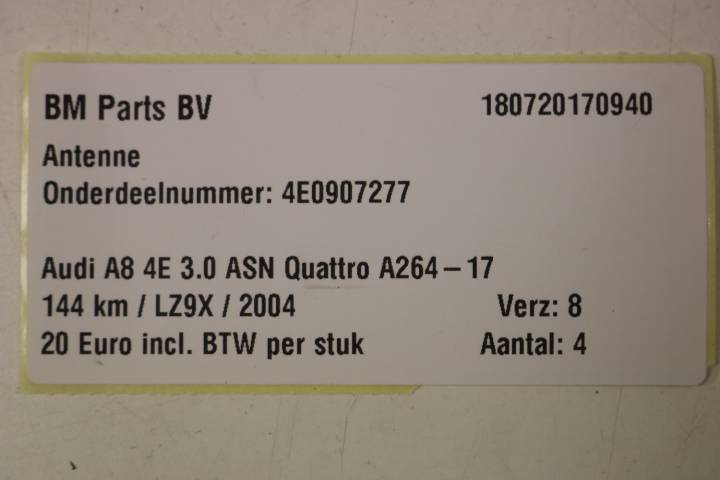 BM Parts BV 180720170940
Antenne
Onderdeelnummer: 4E0907277
Audi A8 4E 3.0 ASN Quattro A264 – 17
144 km / LZ9X / 2004 Verz: 8
20 Euro incl. BTW per stuk Aantal: 4